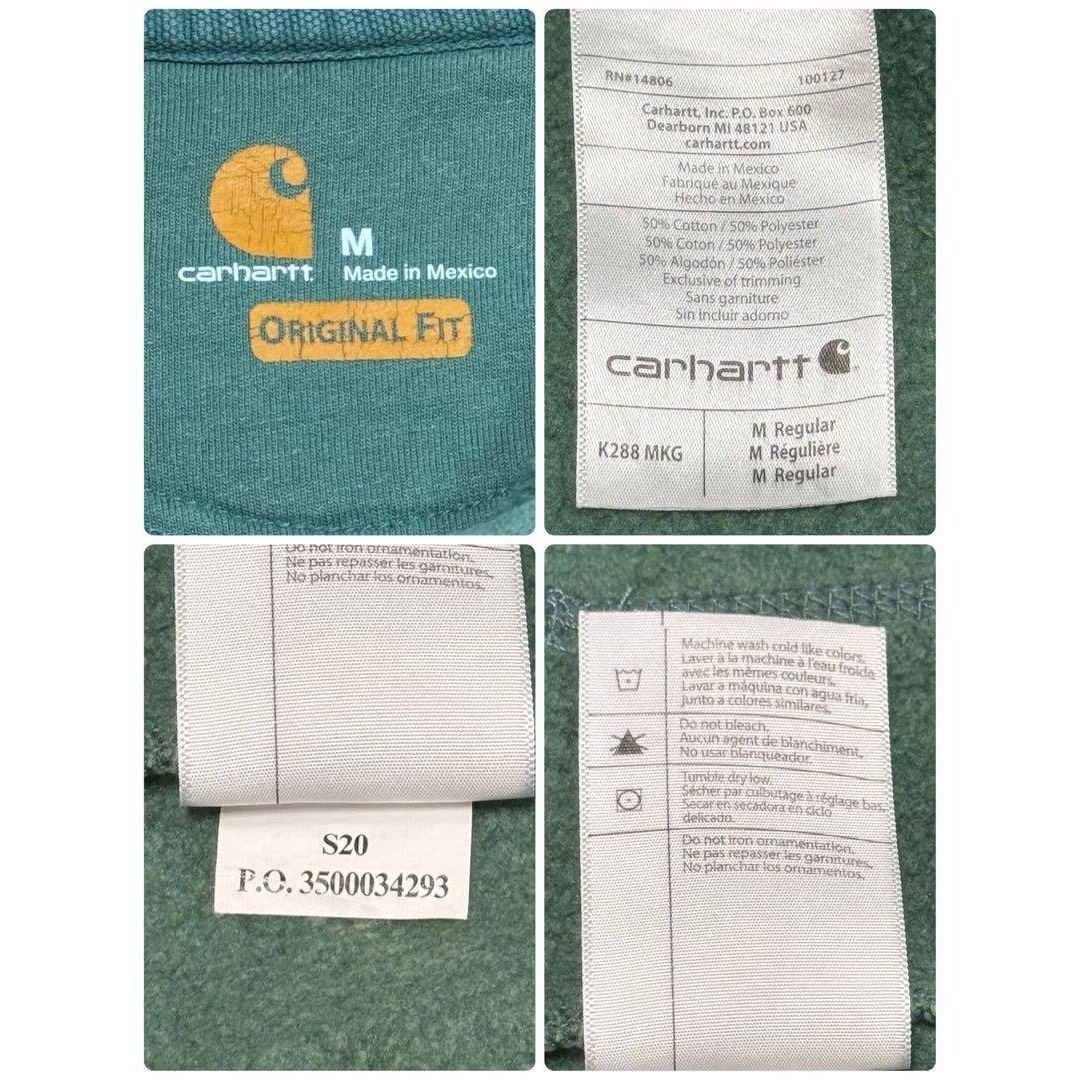 M
carhartt.
Made in Mexico
ORIGINAL FIT
RN#14806 100127
Carhartt, Inc. P.O. Box 600
Dearborn MI 48121 USA
carhartt.com
Made in Mexico
Fabriqué au Mexique
Hecho en México
50% Cotton / 50% Polyester
50% Coton / 50% Polyester
50% Algodón / 50% Poliéster
Exclusive of trimming
Sans garniture
Sin incluir adorno
carhartt
K288 MKG
M Regular
M Régulière
M Regular
Do not iron ornamentation.
Ne pas repasser les garnitures.
No planchar los ornamentos.
S20
P.O. 3500034293
Machine wash cold like colors.
Laver à la machine à l'eau froide
avec les mêmes couleurs.
Lavar a máquina con agua fría,
junto a colores similares.
Do not bleach.
Aucun agent de blanchiment.
No usar blanqueador.
Tumble dry low.
Sécher par culbutage à réglage bas.
Secar en secadora en ciclo
delicado.
Do not iron ornamentation.
Ne pas repasser les garnitures.
No planchar los ornamentos.